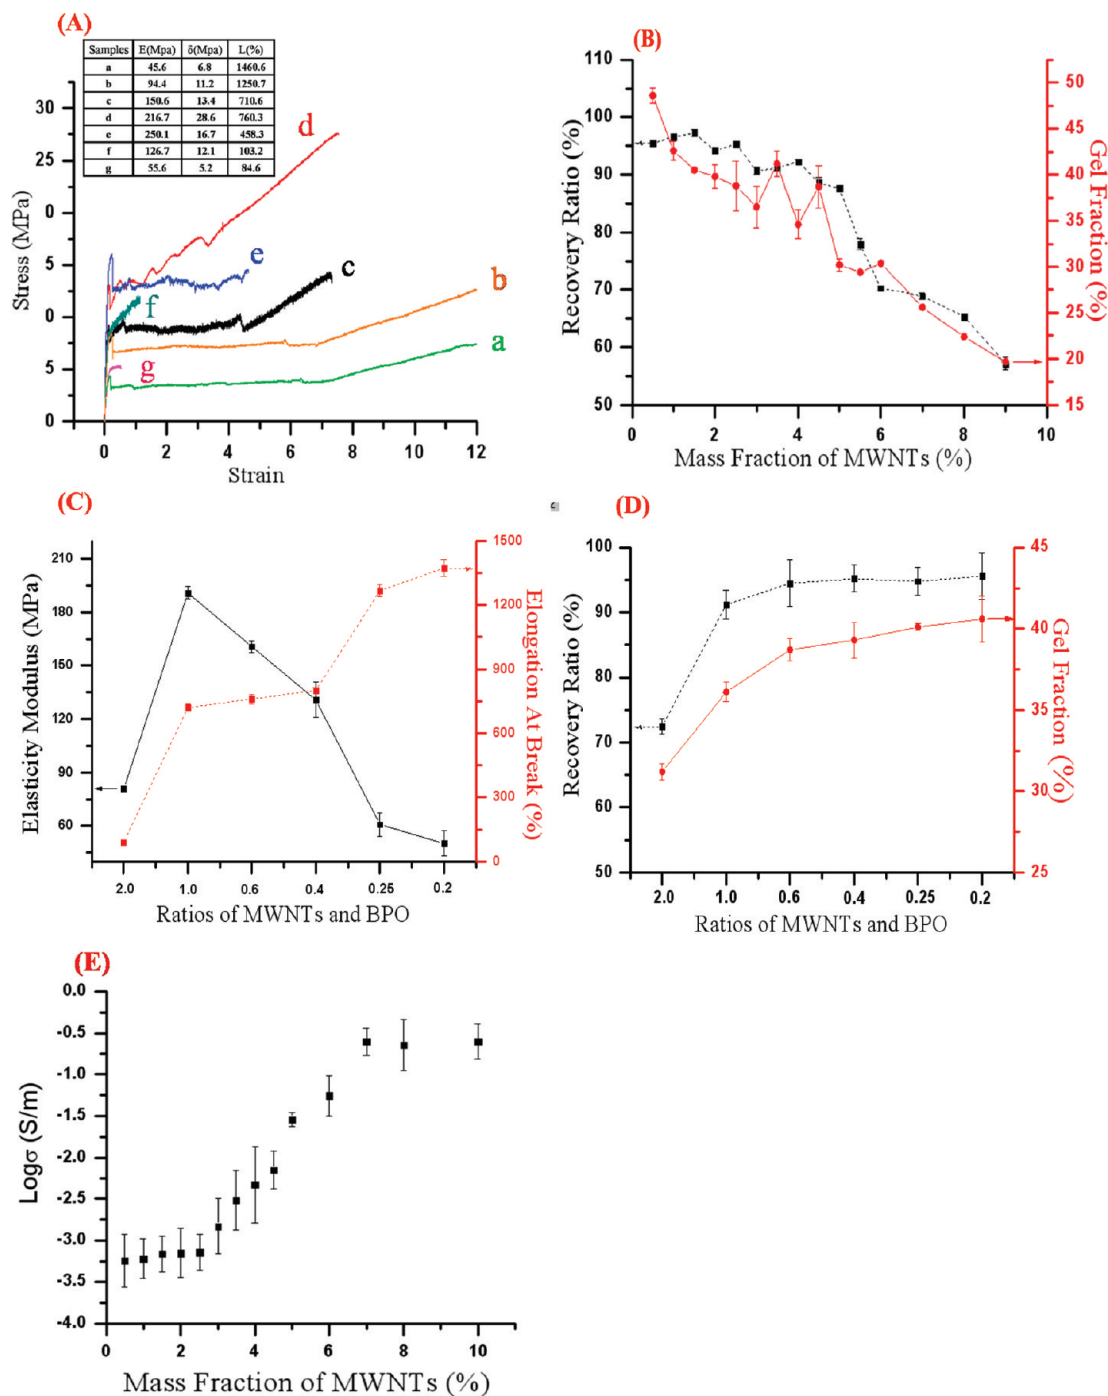 (A)
Samples E(Mpa) δ(Mpa) L(%)
a 45.6 6.8 1460.6
b 94.4 11.2 1250.7
c 150.6 13.4 710.6
d 216.7 28.6 760.3
e 250.1 16.7 458.3
f 126.7 12.1 103.2
g 55.6 5.2 84.6
30
25
0
5
0
5
0
Stress (MPa)
d
e
c
b
f
a
g
0 2 4 6 8 10 12
Strain
(B)
110
100
90
80
70
60
50
Recovery Ratio (%)
50
45
40
35
30
25
20
15
Gel Fraction (%)
0 2 4 6 8 10
Mass Fraction of MWNTs (%)
(C)
210
180
150
120
90
60
Elasticity Modulus (MPa)
1500
1200
900
600
300
0
Elongation At Break (%)
2.0 1.0 0.6 0.4 0.25 0.2
Ratios of MWNTs and BPO
(D)
100
90
80
70
60
50
Recovery Ratio (%)
45
40
35
30
25
Gel Fraction (%)
2.0 1.0 0.6 0.4 0.25 0.2
Ratios of MWNTs and BPO
(E)
0.0
-0.5
-1.0
-1.5
-2.0
-2.5
-3.0
-3.5
-4.0
Logσ (S/m)
0 2 4 6 8 10
Mass Fraction of MWNTs (%)